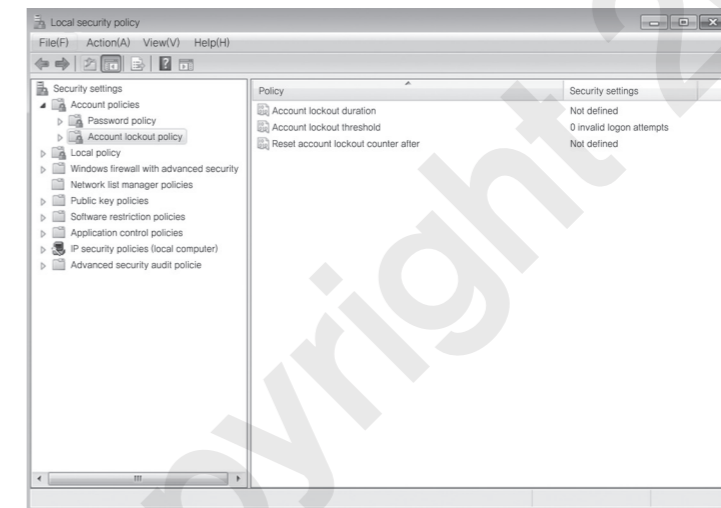 Local security policy
File(F) Action(A) View(V) Help(H)
Security settings
Account policies
Password policy
Account lockout policy
Local policy
Windows firewall with advanced security
Network list manager policies
Public key policies
Software restriction policies
Application control policies
IP security policies (local computer)
Advanced security audit policie
Policy Security settings
Account lockout duration Not defined
Account lockout threshold 0 invalid logon attempts
Reset account lockout counter after Not defined